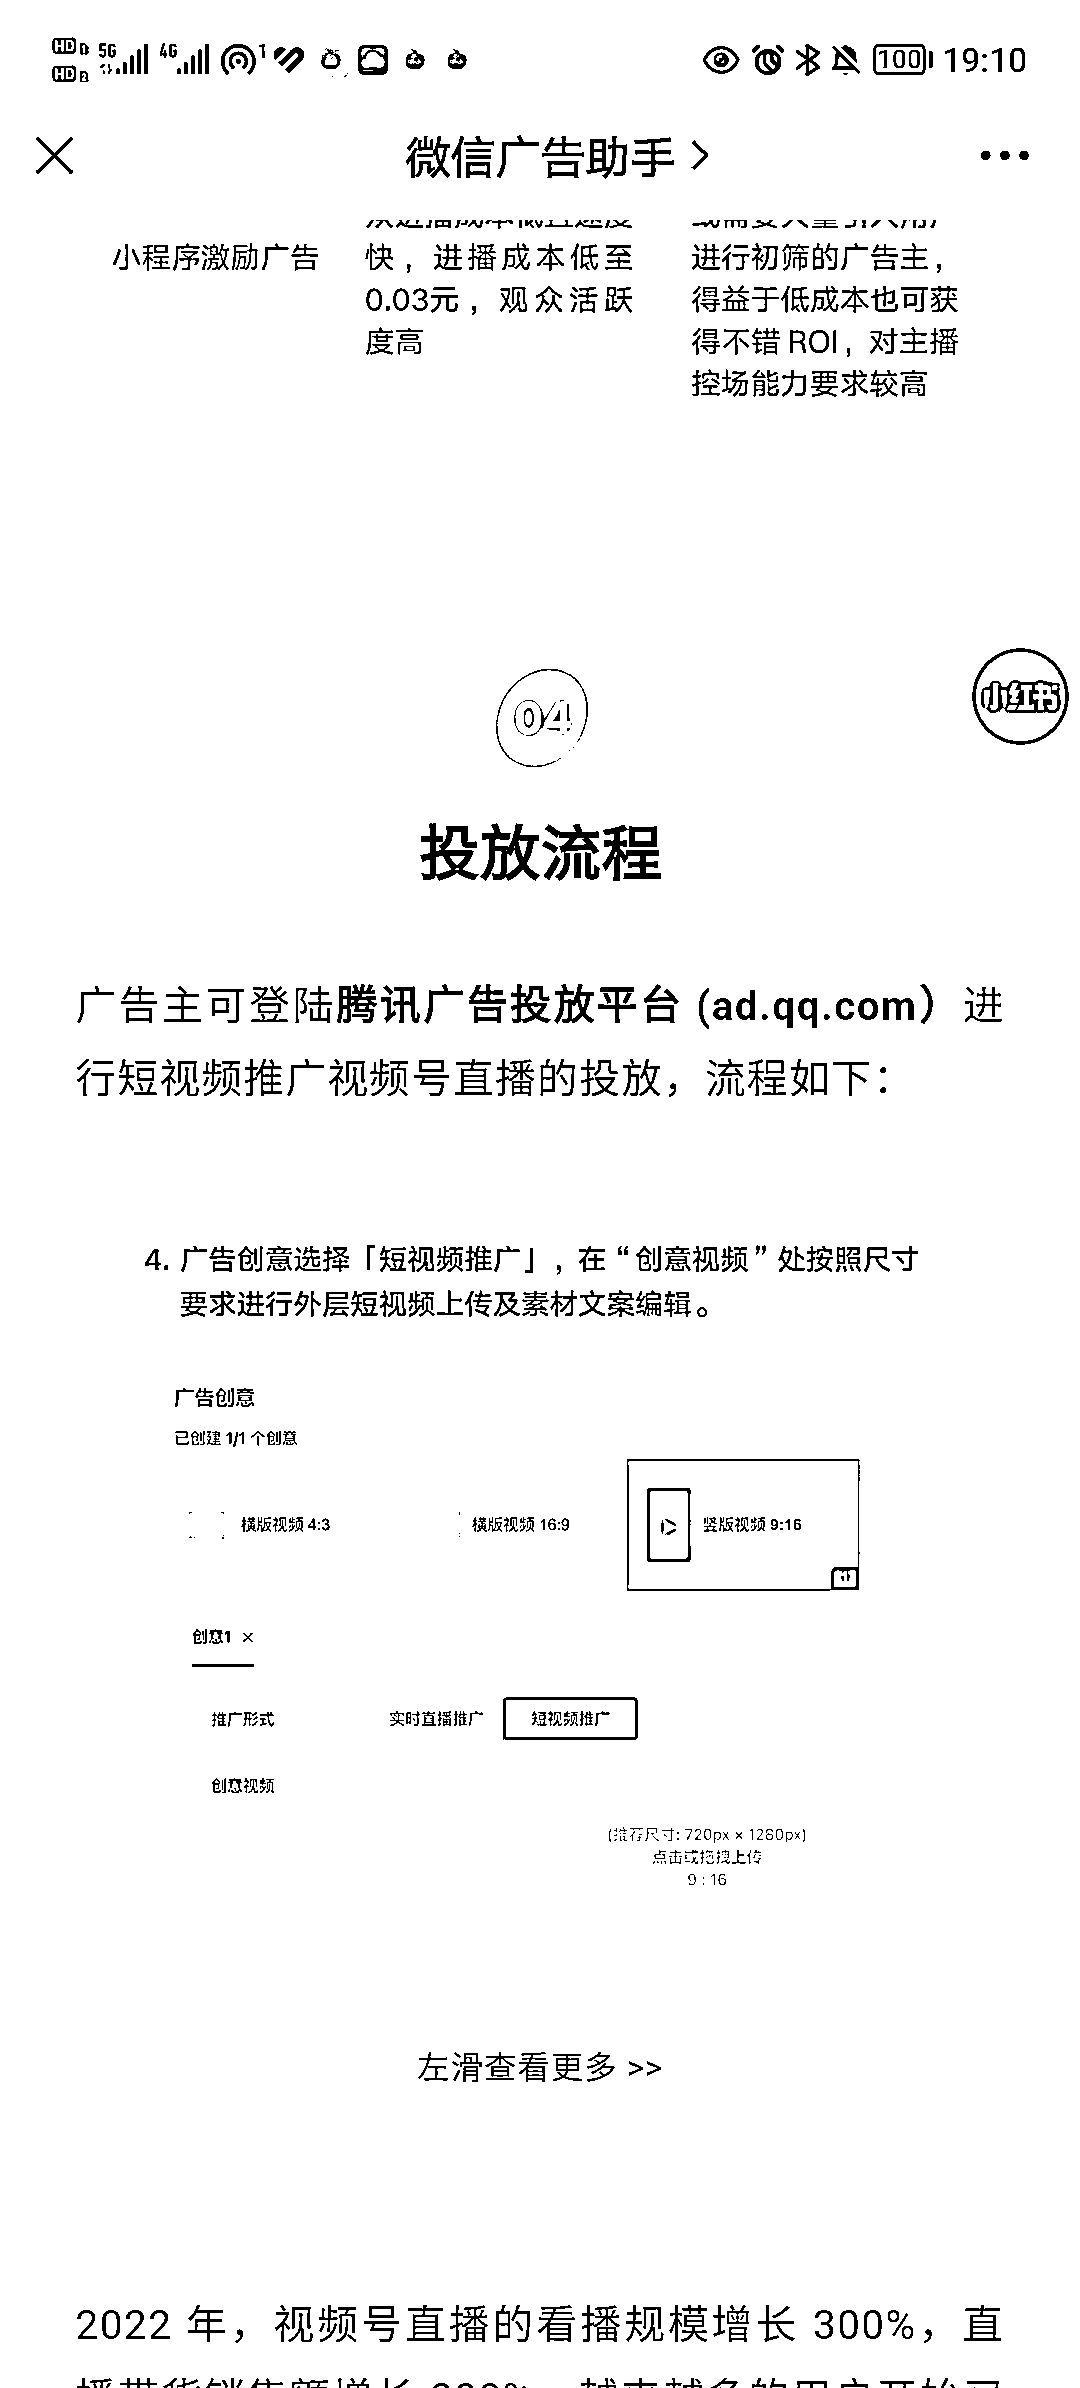 HD 5G 4G 100 19:10
微信广告助手
小程序激励广告
快，进播成本低至
0.03元，观众活跃
度高
进行初筛的广告主，
得益于低成本也可获
得不错 ROI，对主播
控场能力要求较高
04
小红书
投放流程
广告主可登陆腾讯广告投放平台 (ad.qq.com）进
行短视频推广视频号直播的投放，流程如下：
4. 广告创意选择「短视频推广」，在“创意视频”处按照尺寸
要求进行外层短视频上传及素材文案编辑。
广告创意
已创建 1/1 个创意
横版视频 4:3 横版视频 16:9 竖版视频 9:16
创意1 ×
推广形式 实时直播推广 短视频推广
创意视频
(推荐尺寸: 720px × 1280px)
点击或拖拽上传
9 : 16
左滑查看更多 >>
2022 年，视频号直播的看播规模增长 300%，直